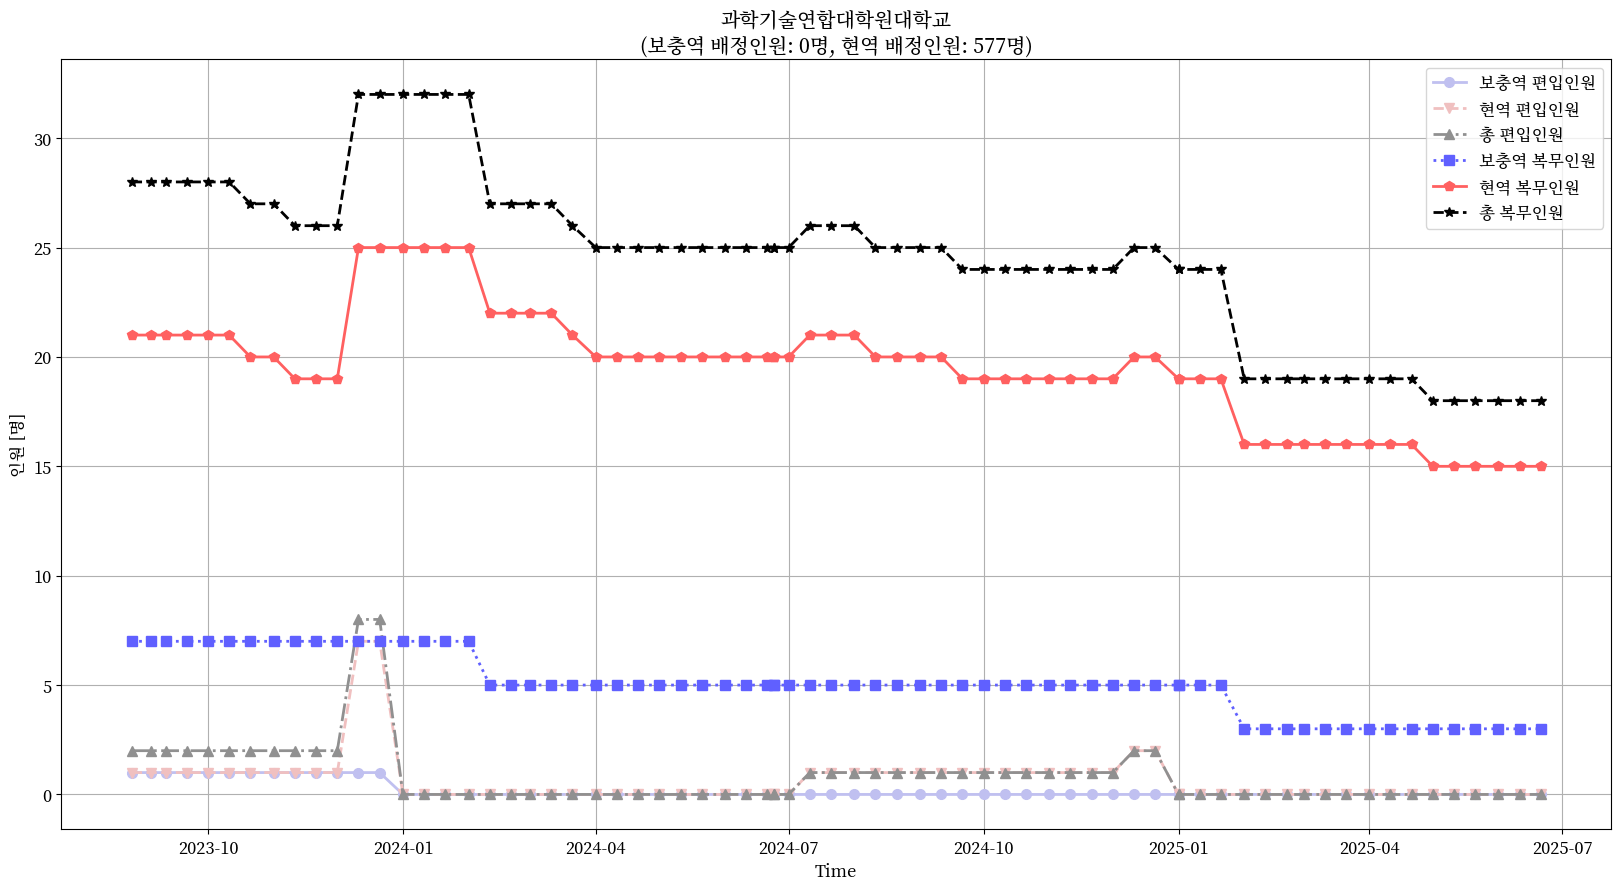 과학기술연합대학원대학교
(보충역 배정인원: 0명, 현역 배정인원: 577명)
보충역 편입인원
현역 편입인원
총 편입인원
보충역 복무인원
현역 복무인원
총 복무인원
인원 [명]
30
25
20
15
10
5
0
2023-10
2024-01
2024-04
2024-07
2024-10
2025-01
2025-04
2025-07
Time